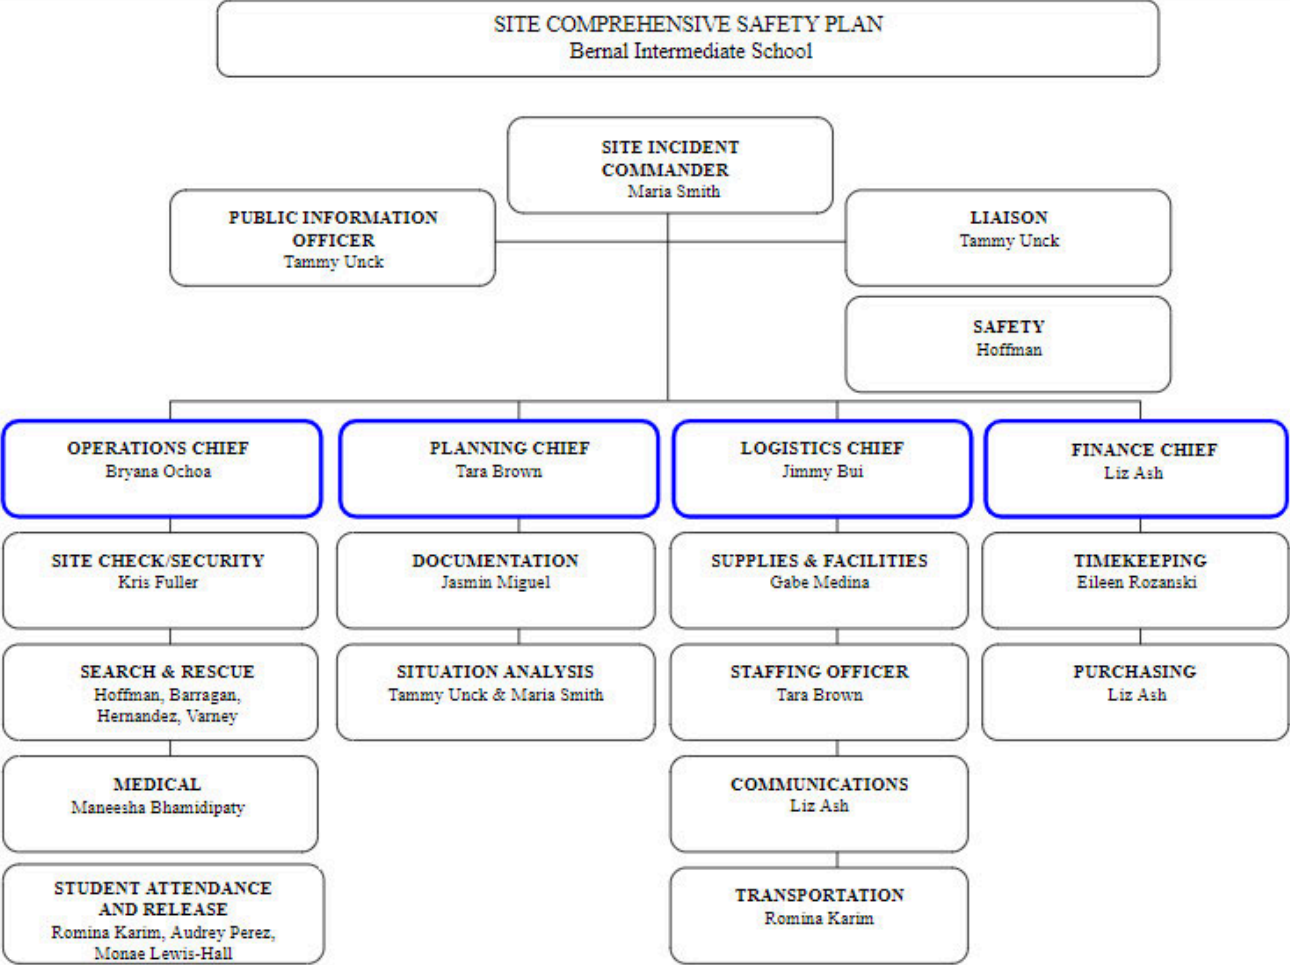 SITE COMPREHENSIVE SAFETY PLAN
Bernal Intermediate School
SITE INCIDENT
COMMANDER
Maria Smith
PUBLIC INFORMATION
OFFICER
Tammy Unck
LIAISON
Tammy Unck
SAFETY
Hoffman
OPERATIONS CHIEF
Bryana Ochoa
PLANNING CHIEF
Tara Brown
LOGISTICS CHIEF
Jimmy Bui
FINANCE CHIEF
Liz Ash
SITE CHECK/SECURITY
Kris Fuller
DOCUMENTATION
Jasmin Miguel
SUPPLIES & FACILITIES
Gabe Medina
TIMEKEEPING
Eileen Rozanski
SEARCH & RESCUE
Hoffman, Barragan,
Hernandez, Varney
SITUATION ANALYSIS
Tammy Unck & Maria Smith
STAFFING OFFICER
Tara Brown
PURCHASING
Liz Ash
MEDICAL
Maneesha Bhamidipaty
COMMUNICATIONS
Liz Ash
STUDENT ATTENDANCE
AND RELEASE
Romina Karim, Audrey Perez,
Monae Lewis-Hall
TRANSPORTATION
Romina Karim